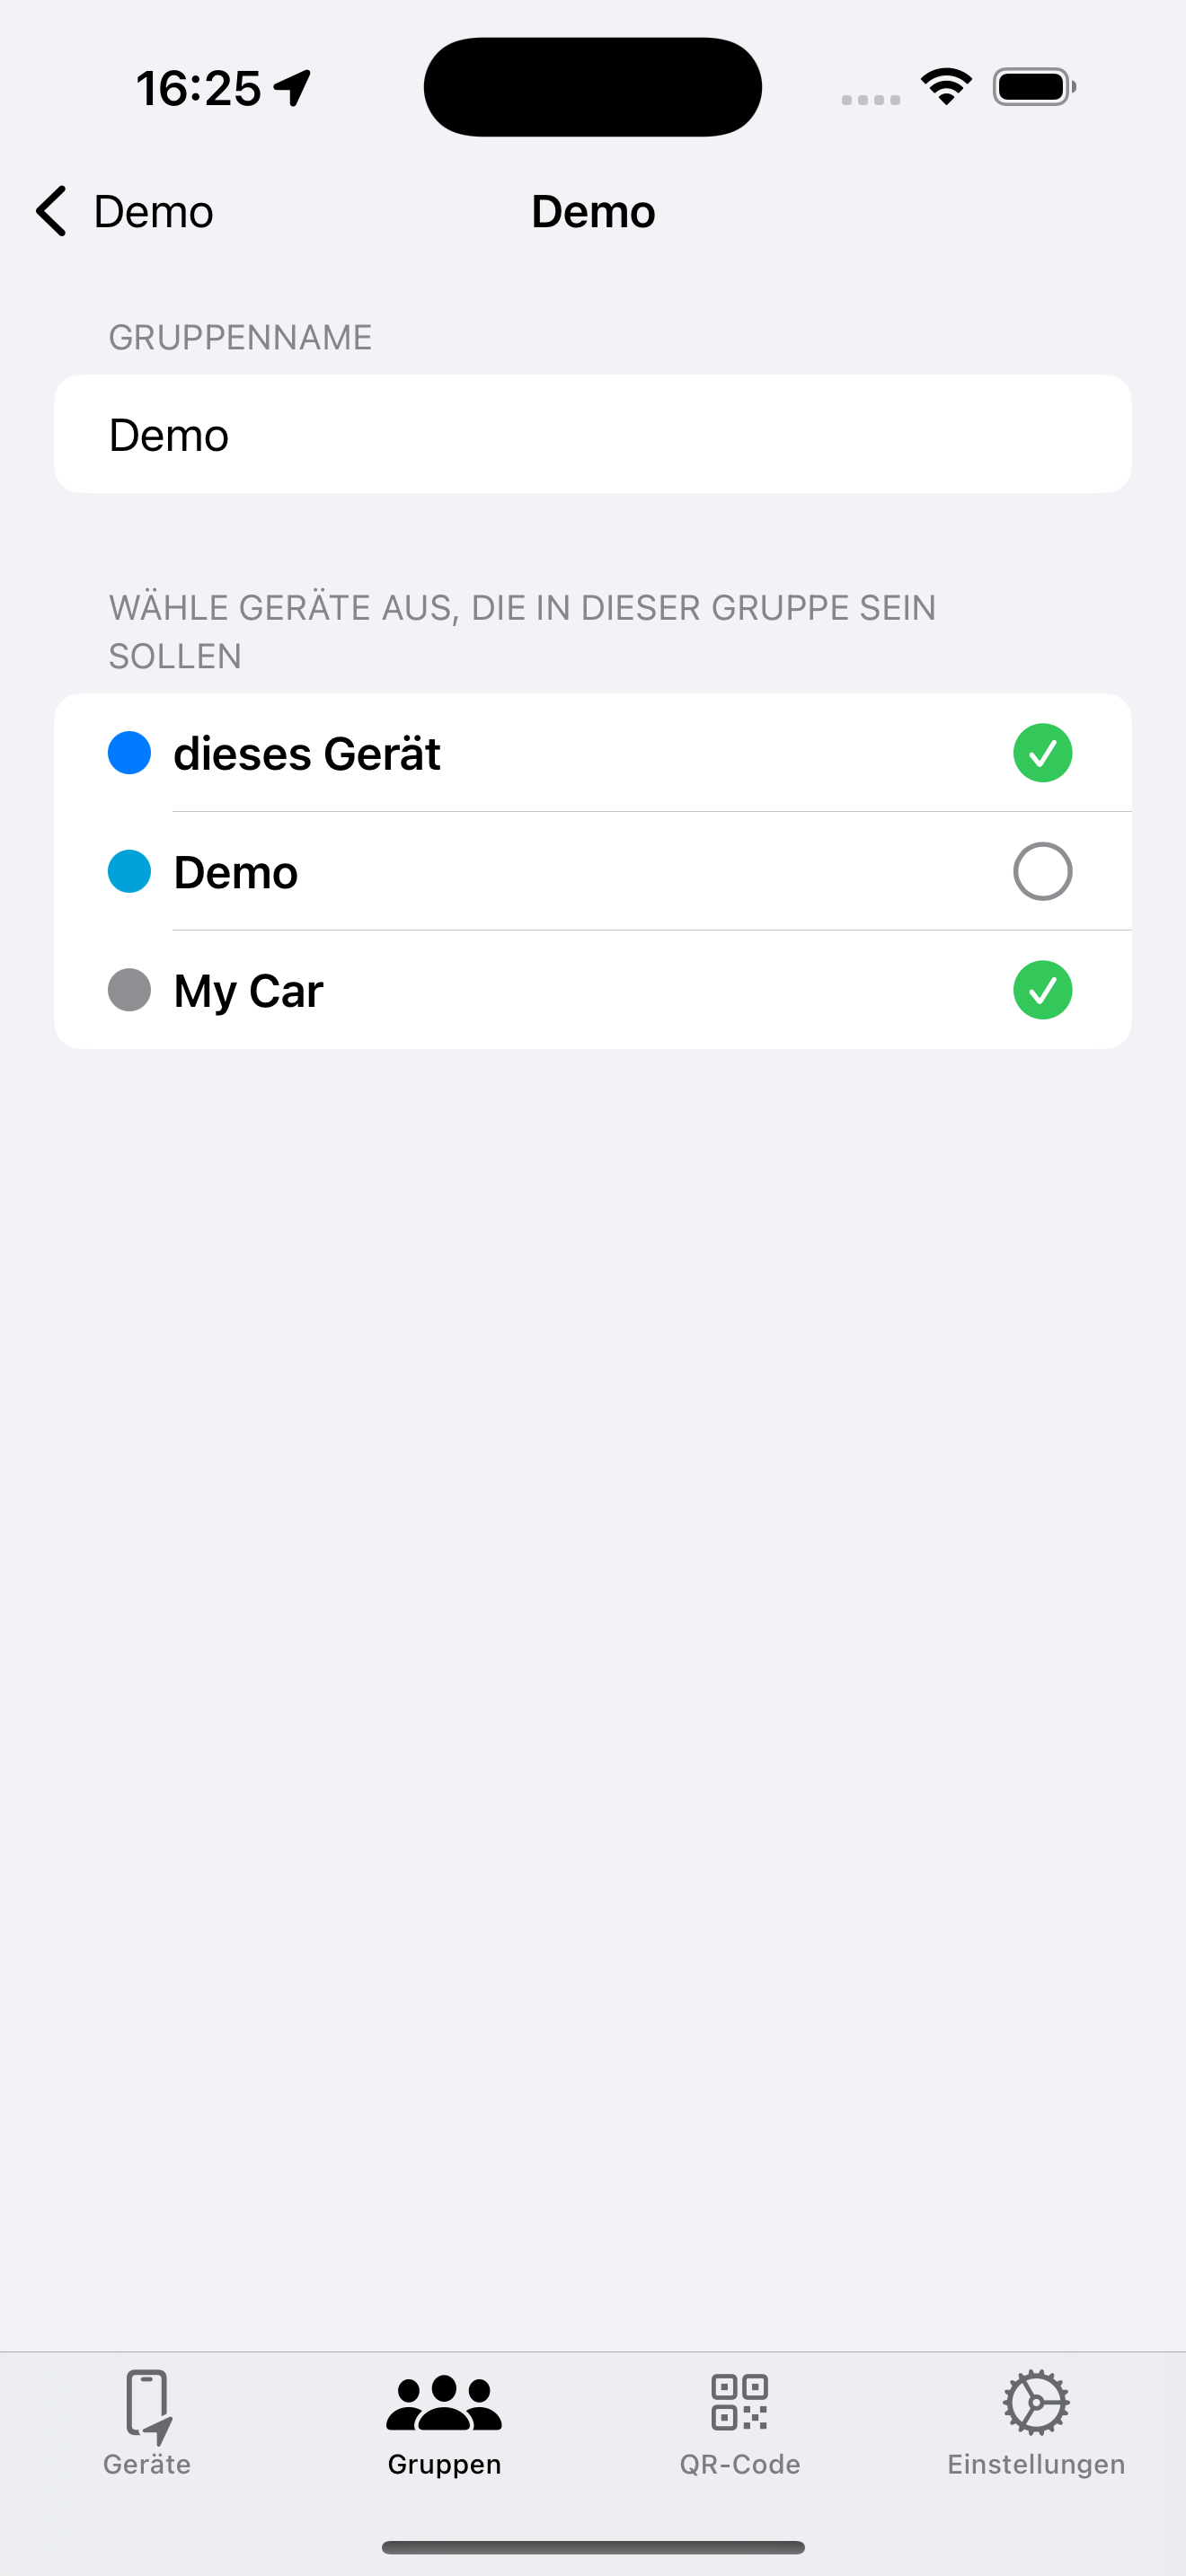 16:25
Demo
Demo
GRUPPENNAME
Demo
WÄHLE GERÄTE AUS, DIE IN DIESER GRUPPE SEIN
SOLLEN
dieses Gerät
Demo
My Car
Geräte
Gruppen
QR-Code
Einstellungen